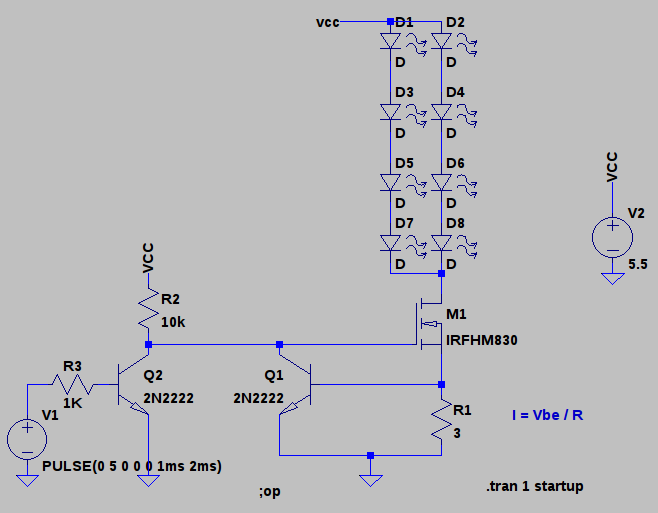 vcc
D1
D2
D
D
D3
D4
D
D
D5
D6
D
D
D7
D8
D
D
VCC
V2
5.5
VCC
R2
10k
M1
IRFHM830
R3
1K
Q2
2N2222
Q1
2N2222
R1
3
I = Vbe / R
V1
PULSE(0 5 0 0 0 1ms 2ms)
;op
.tran 1 startup